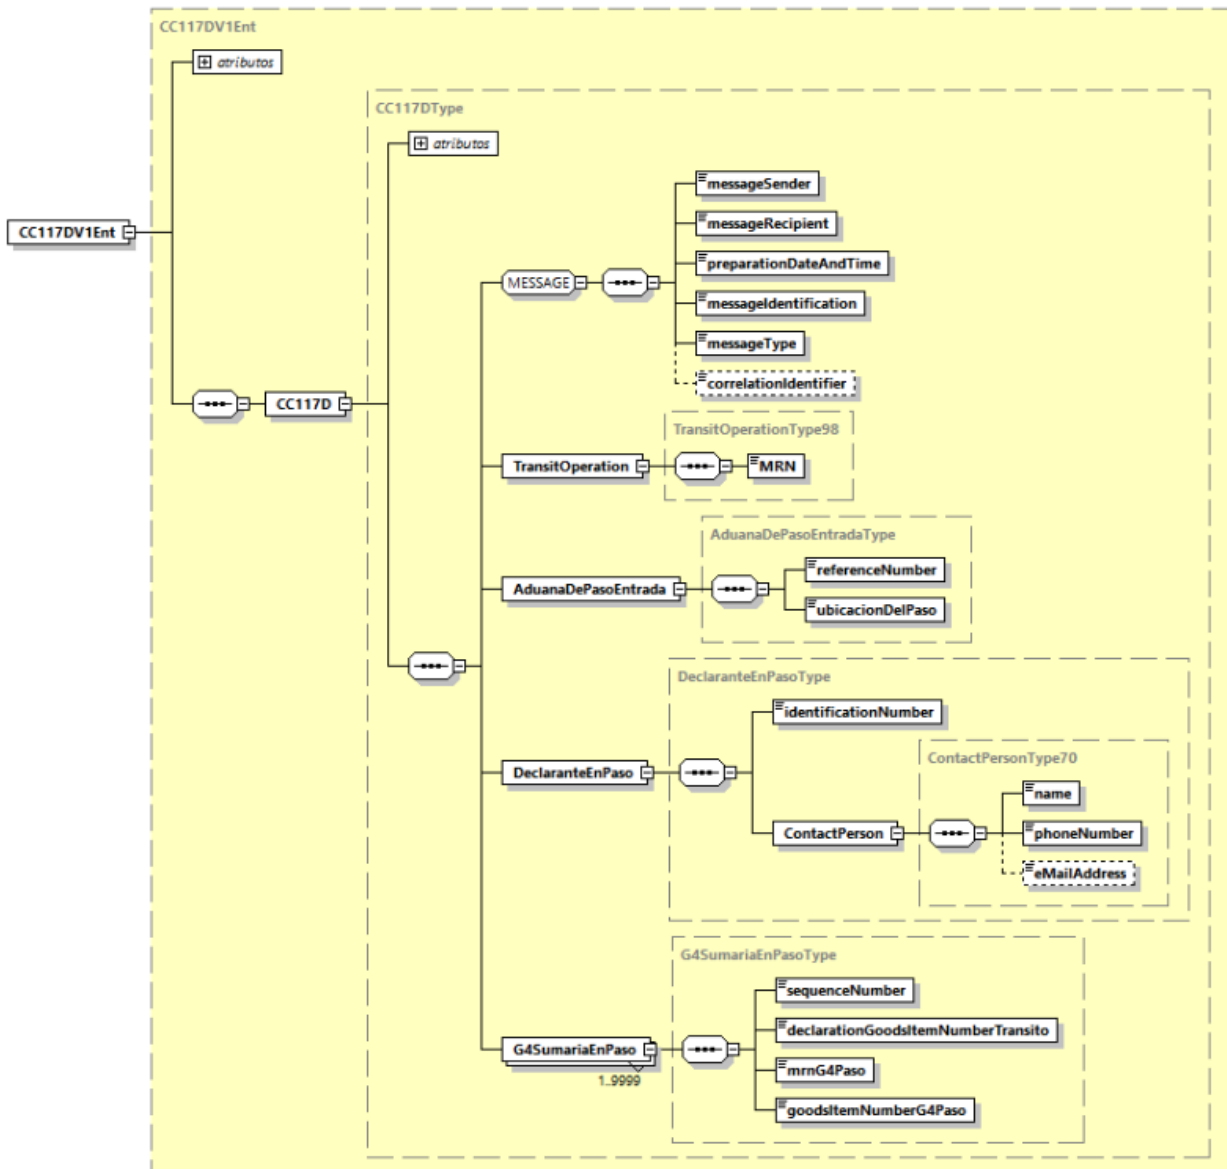 CC117DV1Ent
atributos
CC117DType
atributos
messageSender
messageRecipient
CC117DV1Ent
preparationDateAndTime
MESSAGE
messageIdentification
messageType
correlationIdentifier
CC117D
TransitOperationType98
TransitOperation
MRN
AduanaDePasoEntradaType
referenceNumber
AduanaDePasoEntrada
ubicacionDelPaso
DeclaranteEnPasoType
identificationNumber
ContactPersonType70
DeclaranteEnPaso
name
ContactPerson
phoneNumber
eMailAddress
G4SumariaEnPasoType
sequenceNumber
declarationGoodsItemNumberTransito
G4SumariaEnPaso
1..9999
mrnG4Paso
goodsItemNumberG4Paso